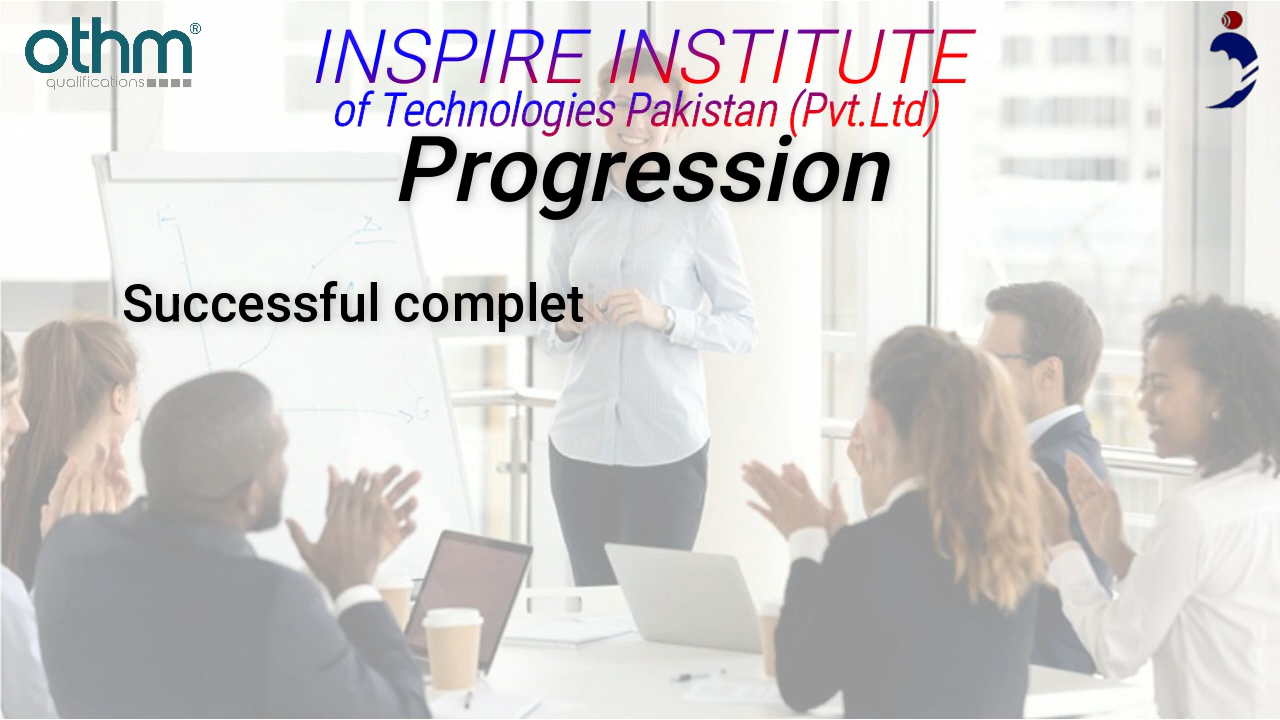 othm®
qualifications
INSPIRE INSTITUTE
of Technologies Pakistan (Pvt.Ltd)
Progression
Successful complet